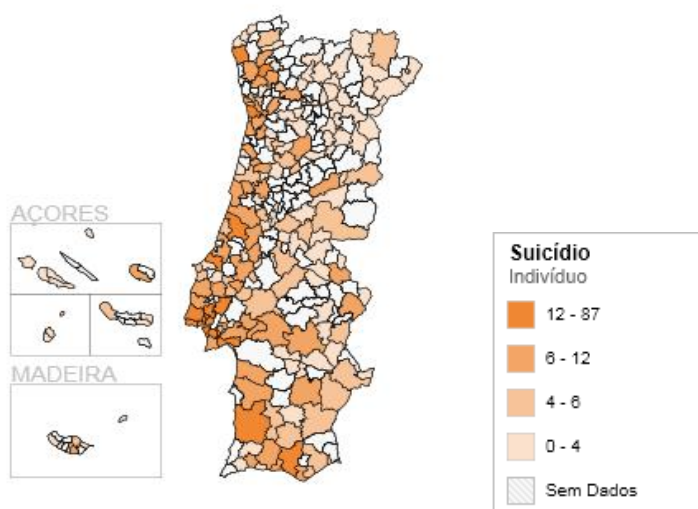 AÇORES
MADEIRA
Suicídio
Indivíduo
12 - 87
6 - 12
4 - 6
0 - 4
Sem Dados